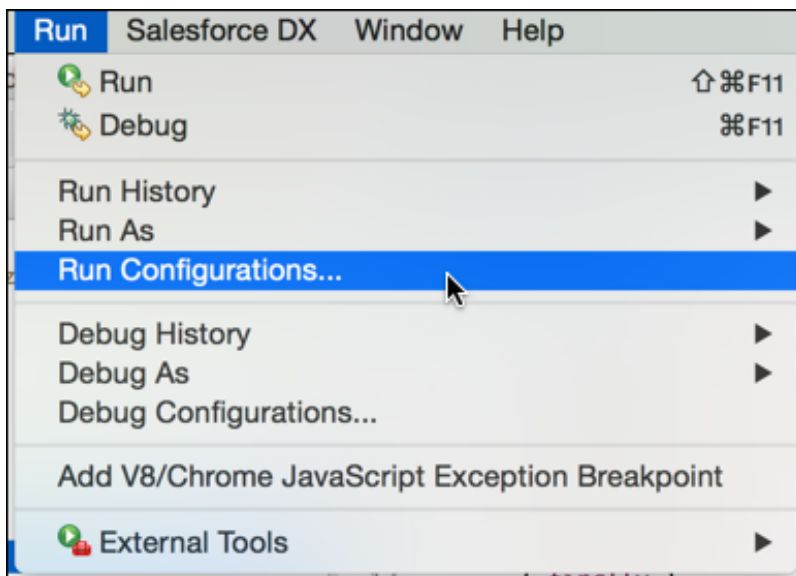 Run Salesforce DX Window Help
Run ⇧⌘F11
Debug ⌘F11
Run History
Run As
Run Configurations...
Debug History
Debug As
Debug Configurations...
Add V8/Chrome JavaScript Exception Breakpoint
External Tools